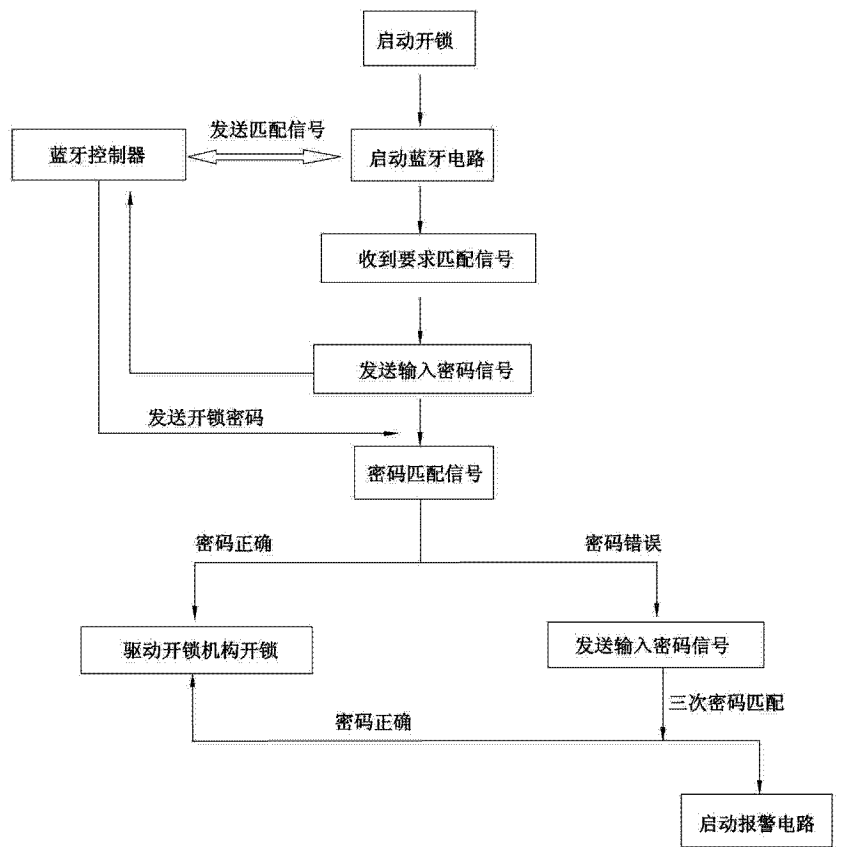 启动开锁
发送匹配信号
蓝牙控制器
启动蓝牙电路
收到要求匹配信号
发送输入密码信号
发送开锁密码
密码匹配信号
密码正确
密码错误
驱动开锁机构开锁
发送输入密码信号
三次密码匹配
密码正确
启动报警电路